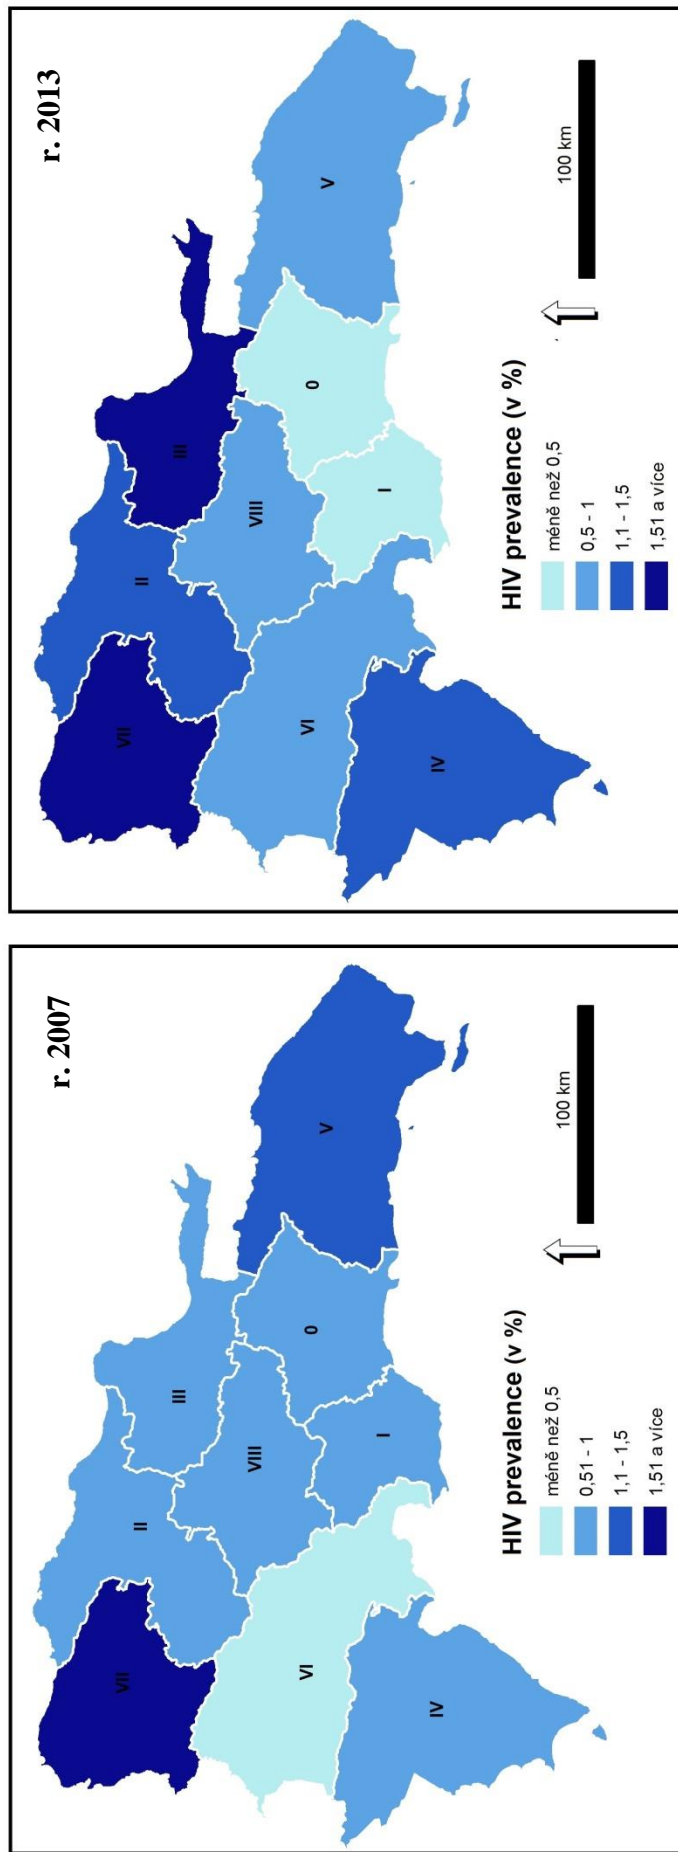 r. 2007
VII
II
III
VIII
VI
0
V
I
IV
HIV prevalence (v %)
méně než 0,5
0,51 - 1
1,1 - 1,5
1,51 a více
100 km
r. 2013
VII
II
III
VIII
VI
0
V
I
IV
HIV prevalence (v %)
méně než 0,5
0,5 - 1
1,1 - 1,5
1,51 a více
100 km